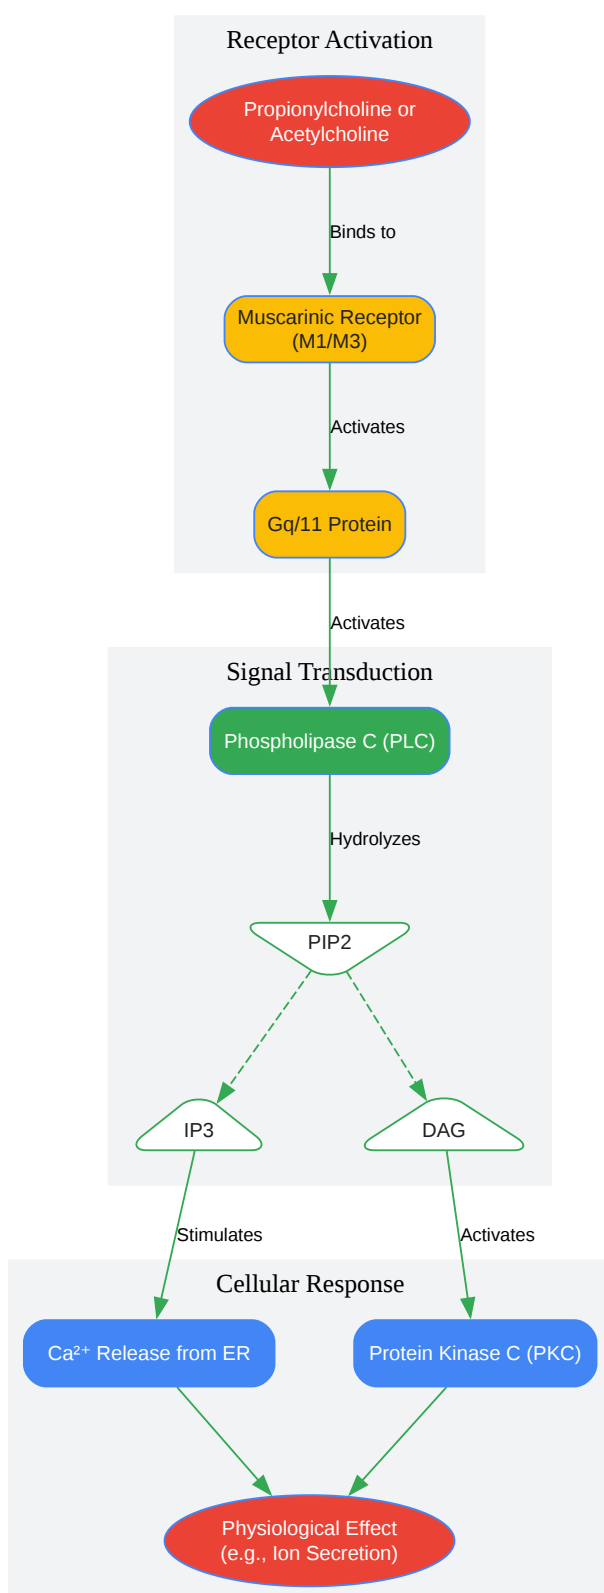 Receptor Activation
Propionylcholine or
Acetylcholine
Binds to
Muscarinic Receptor
(M1/M3)
Activates
Gq/11 Protein
Activates
Signal Transduction
Phospholipase C (PLC)
Hydrolyzes
PIP2
IP3
DAG
Stimulates
Activates
Cellular Response
Ca²⁺ Release from ER
Protein Kinase C (PKC)
Physiological Effect
(e.g., Ion Secretion)